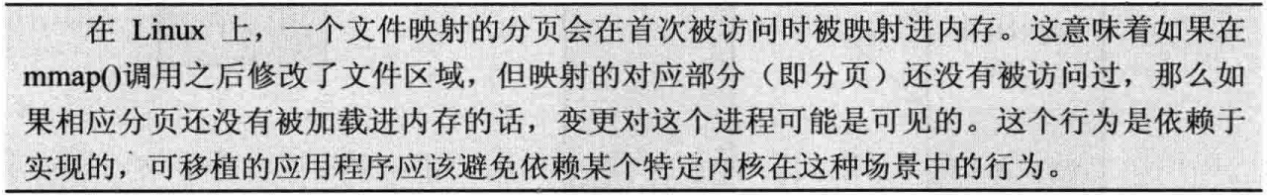 在 Linux 上，一个文件映射的分页会在首次被访问时被映射进内存。这意味着如果在
mmap()调用之后修改了文件区域，但映射的对应部分（即分页）还没有被访问过，那么如
果相应分页还没有被加载进内存的话，变更对这个进程可能是可见的。这个行为是依赖于
实现的，可移植的应用程序应该避免依赖某个特定内核在这种场景中的行为。